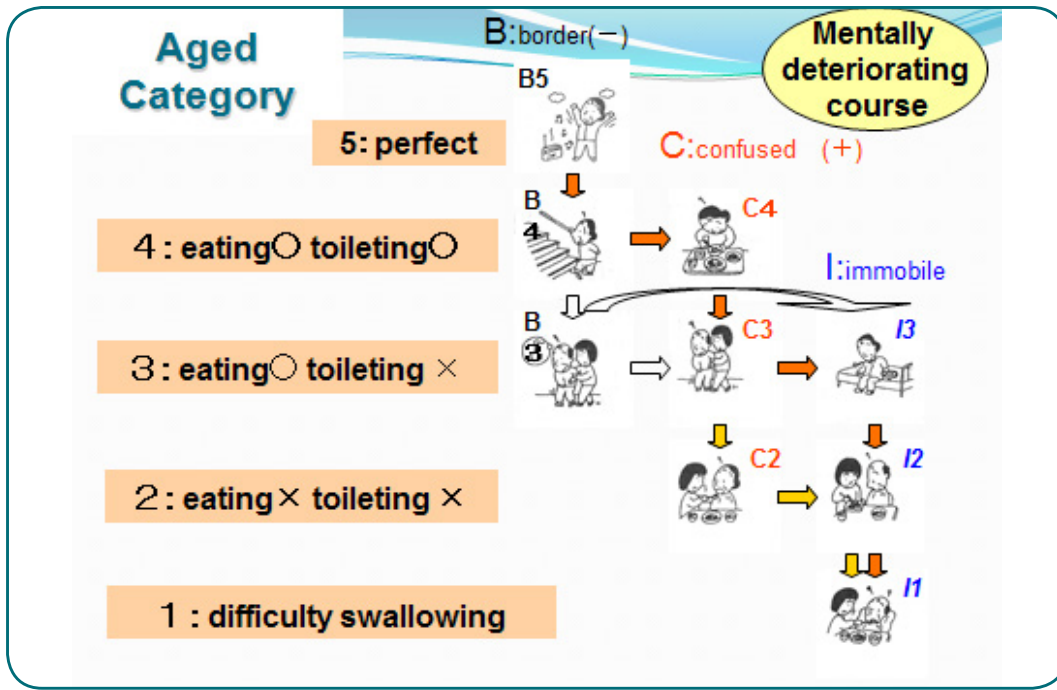 Aged
Category
B:border(－)
Mentally
deteriorating
course
B5
5: perfect
C:confused (＋)
B
4
C4
4 : eating○ toileting○
I:immobile
B
3
C3
I3
3 : eating○ toileting ×
C2
I2
2 : eating× toileting ×
I1
1 : difficulty swallowing